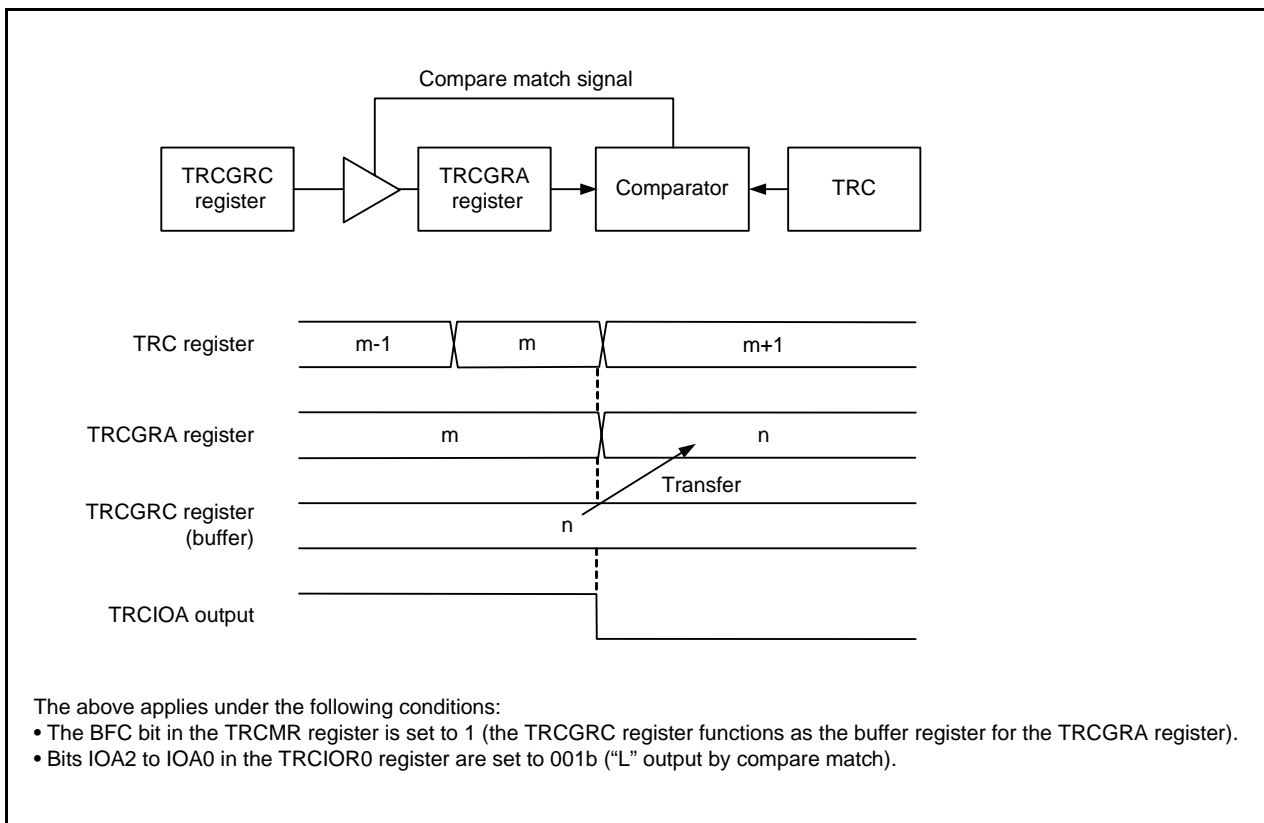 Compare match signal
TRCGRC
register
TRCGRA
register
Comparator
TRC
TRC register
m-1
m
m+1
TRCGRA register
m
n
Transfer
TRCGRC register
(buffer)
n
TRCIOA output
The above applies under the following conditions:
• The BFC bit in the TRCMR register is set to 1 (the TRCGRC register functions as the buffer register for the TRCGRA register).
• Bits IOA2 to IOA0 in the TRCIOR0 register are set to 001b (“L” output by compare match).